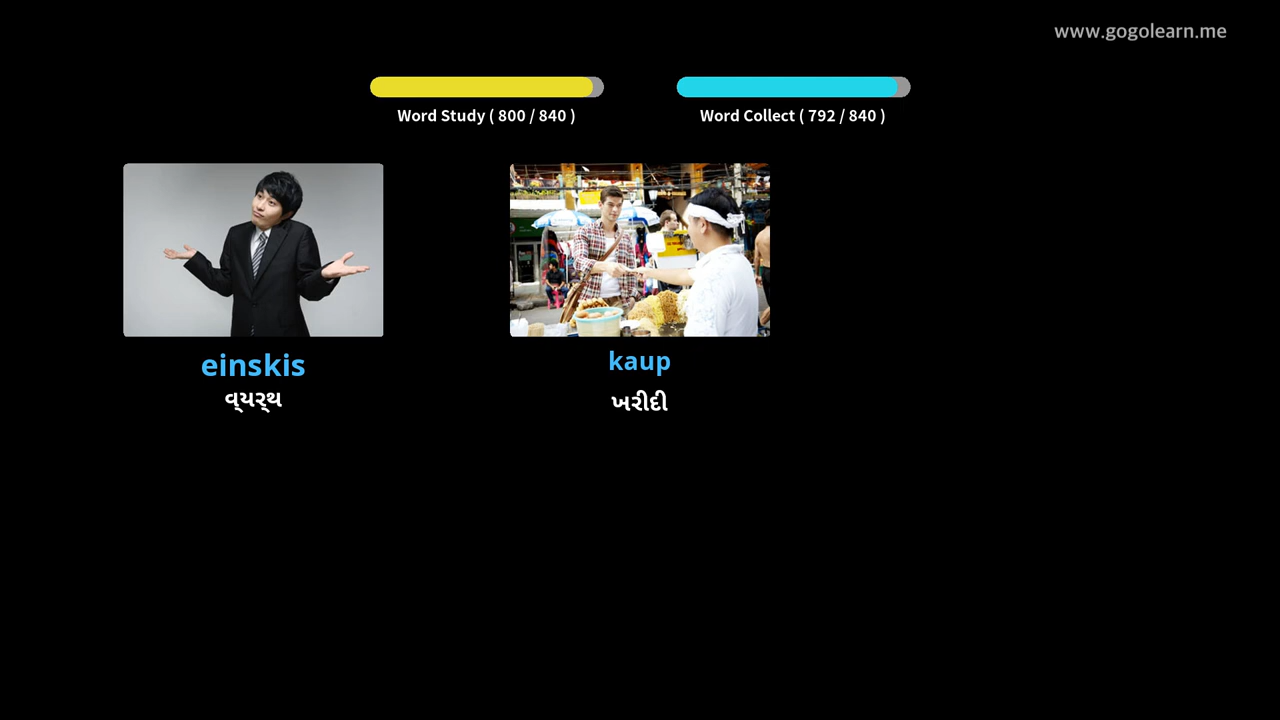 www.gogolearn.me
Word Study ( 800 / 840 )
Word Collect ( 792 / 840 )
einskis
વ્યર્થ
kaup
ખરીદી